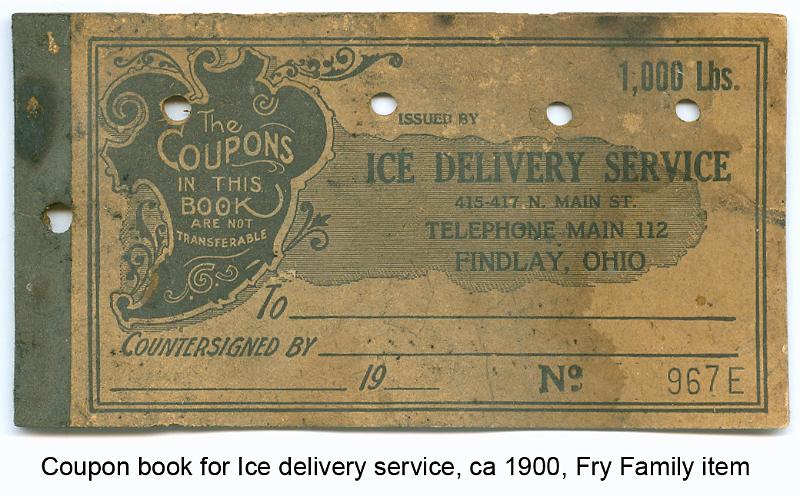 The
COUPONS
IN THIS
BOOK
ARE NOT
TRANSFERABLE
1,000 Lbs.
ISSUED BY
ICE DELIVERY SERVICE
415-417 N. MAIN ST.
TELEPHONE MAIN 112
FINDLAY, OHIO
To
COUNTERSIGNED BY
19
No 967E
Coupon book for Ice delivery service, ca 1900, Fry Family item